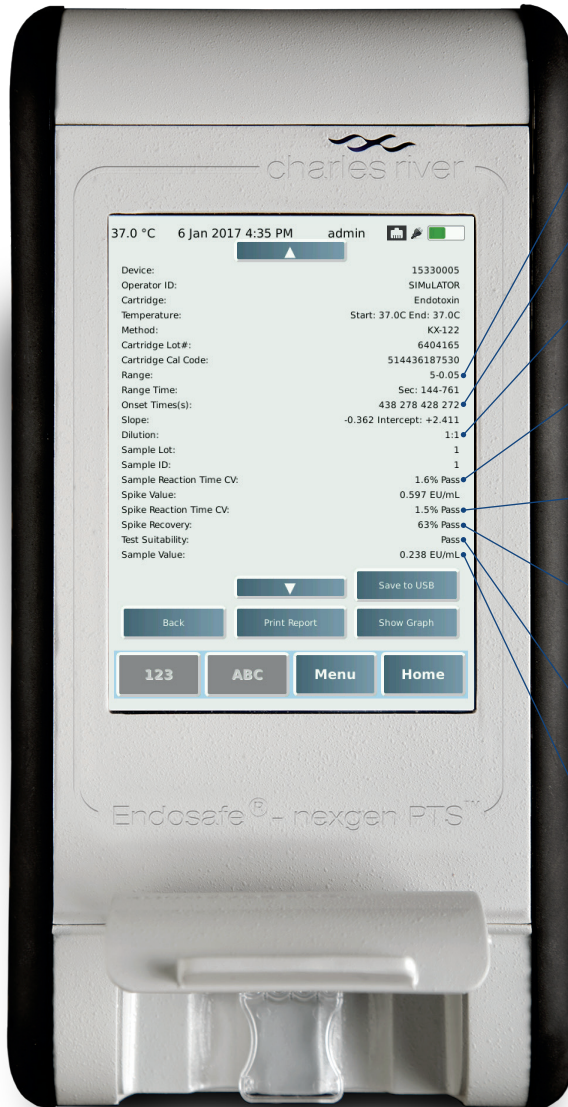 charles river
37.0 °C 6 Jan 2017 4:35 PM admin
Device: 15330005
Operator ID: SIMuLATOR
Cartridge: Endotoxin
Temperature: Start: 37.0C End: 37.0C
Method: KX-122
Cartridge Lot#: 6404165
Cartridge Cal Code: 514436187530
Range: 5-0.05
Range Time: Sec: 144-761
Onset Times(s): 438 278 428 272
Slope: -0.362 Intercept: +2.411
Dilution: 1:1
Sample Lot: 1
Sample ID: 1
Sample Reaction Time CV: 1.6% Pass
Spike Value: 0.597 EU/mL
Spike Reaction Time CV: 1.5% Pass
Spike Recovery: 63% Pass
Test Suitability: Pass
Sample Value: 0.238 EU/mL
Save to USB
Back Print Report Show Graph
123 ABC Menu Home
Endosafe® - nexgen PTS™